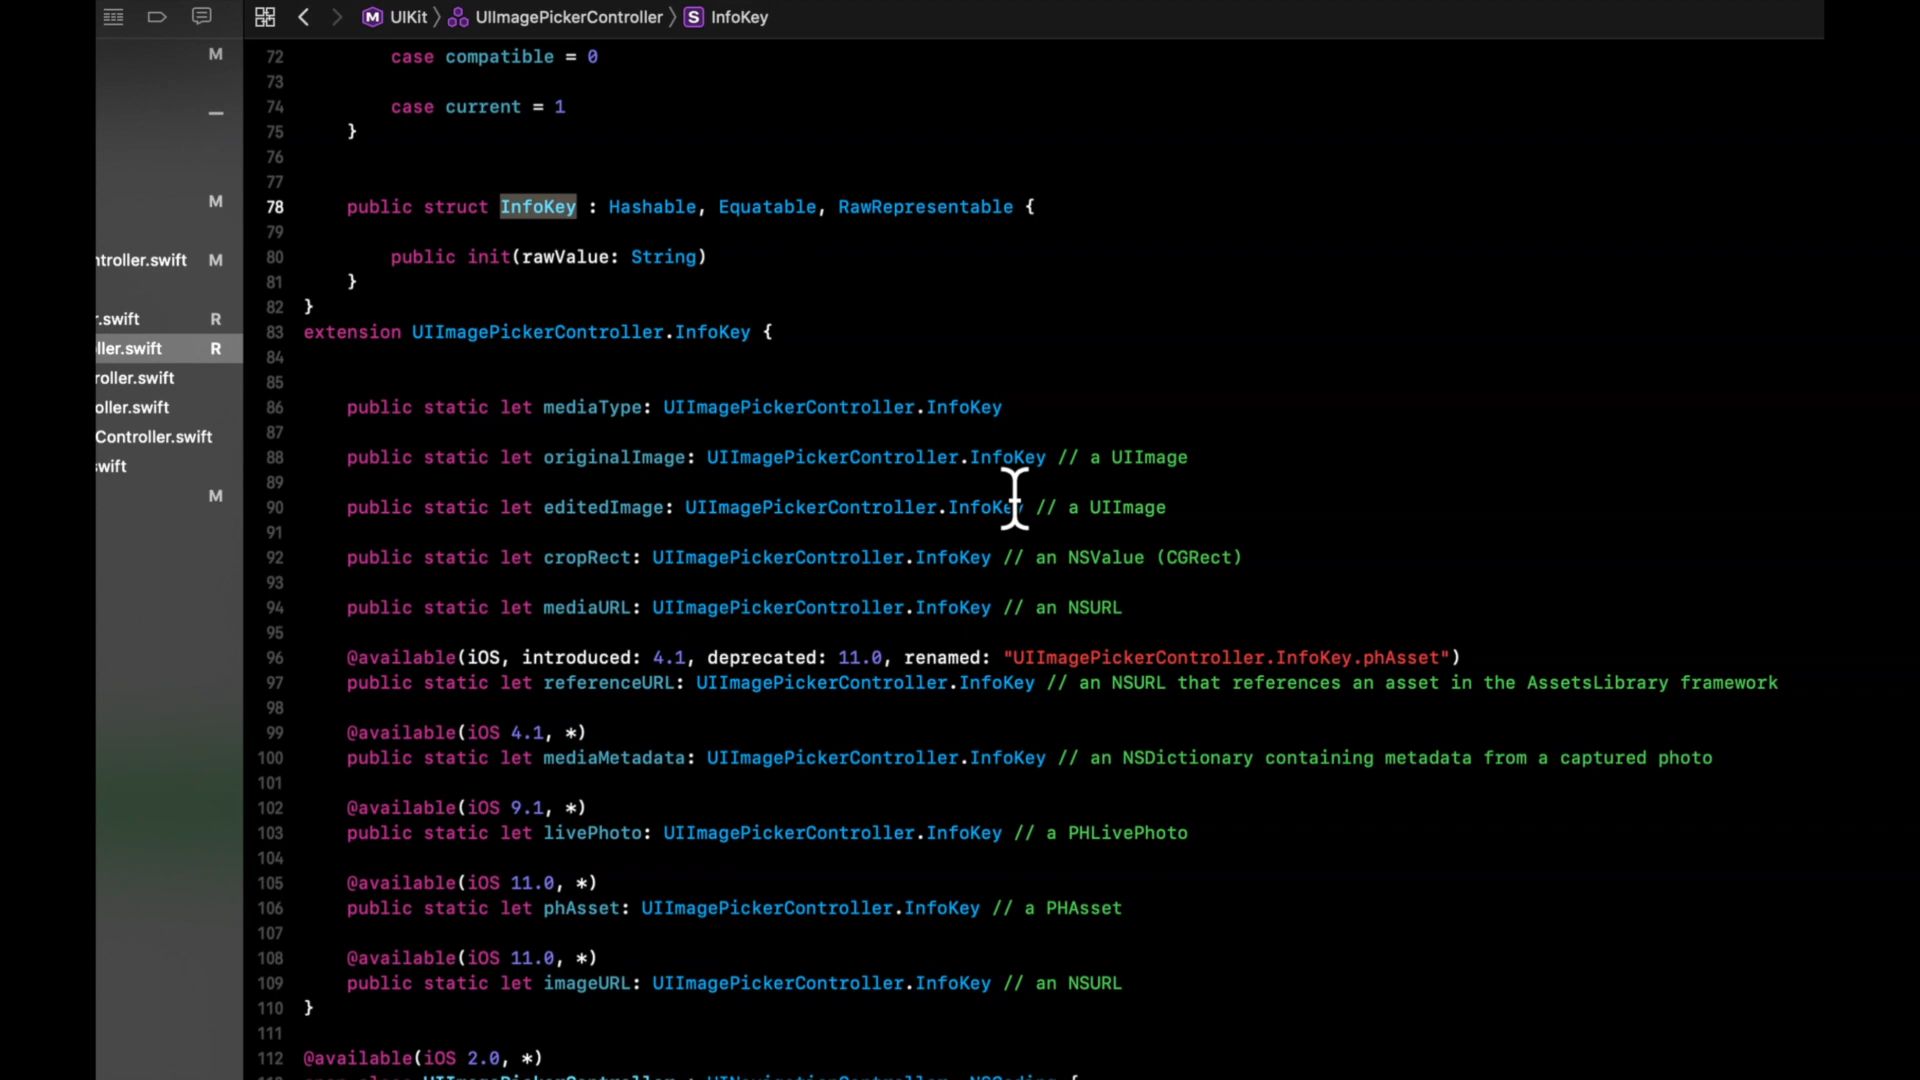 UIKit 〉 UIImagePickerController 〉 S InfoKey
M
M
ntroller.swift M
r.swift R
ller.swift R
roller.swift
oller.swift
Controller.swift
swift
M
72 case compatible = 0
73
74 case current = 1
75 }
76
77
78 public struct InfoKey : Hashable, Equatable, RawRepresentable {
79
80 public init(rawValue: String)
81 }
82 }
83 extension UIImagePickerController.InfoKey {
84
85
86 public static let mediaType: UIImagePickerController.InfoKey
87
88 public static let originalImage: UIImagePickerController.InfoKey // a UIImage
89
90 public static let editedImage: UIImagePickerController.InfoKey // a UIImage
91
92 public static let cropRect: UIImagePickerController.InfoKey // an NSValue (CGRect)
93
94 public static let mediaURL: UIImagePickerController.InfoKey // an NSURL
95
96 @available(iOS, introduced: 4.1, deprecated: 11.0, renamed: "UIImagePickerController.InfoKey.phAsset")
97 public static let referenceURL: UIImagePickerController.InfoKey // an NSURL that references an asset in the AssetsLibrary framework
98
99 @available(iOS 4.1, *)
100 public static let mediaMetadata: UIImagePickerController.InfoKey // an NSDictionary containing metadata from a captured photo
101
102 @available(iOS 9.1, *)
103 public static let livePhoto: UIImagePickerController.InfoKey // a PHLivePhoto
104
105 @available(iOS 11.0, *)
106 public static let phAsset: UIImagePickerController.InfoKey // a PHAsset
107
108 @available(iOS 11.0, *)
109 public static let imageURL: UIImagePickerController.InfoKey // an NSURL
110 }
111
112 @available(iOS 2.0, *)